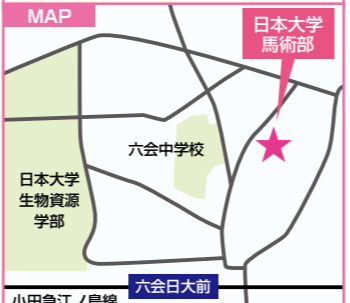 MAP
日本大学
馬術部
六会中学校
日本大学
生物資源
学部
六会日大前
小田急江ノ島線